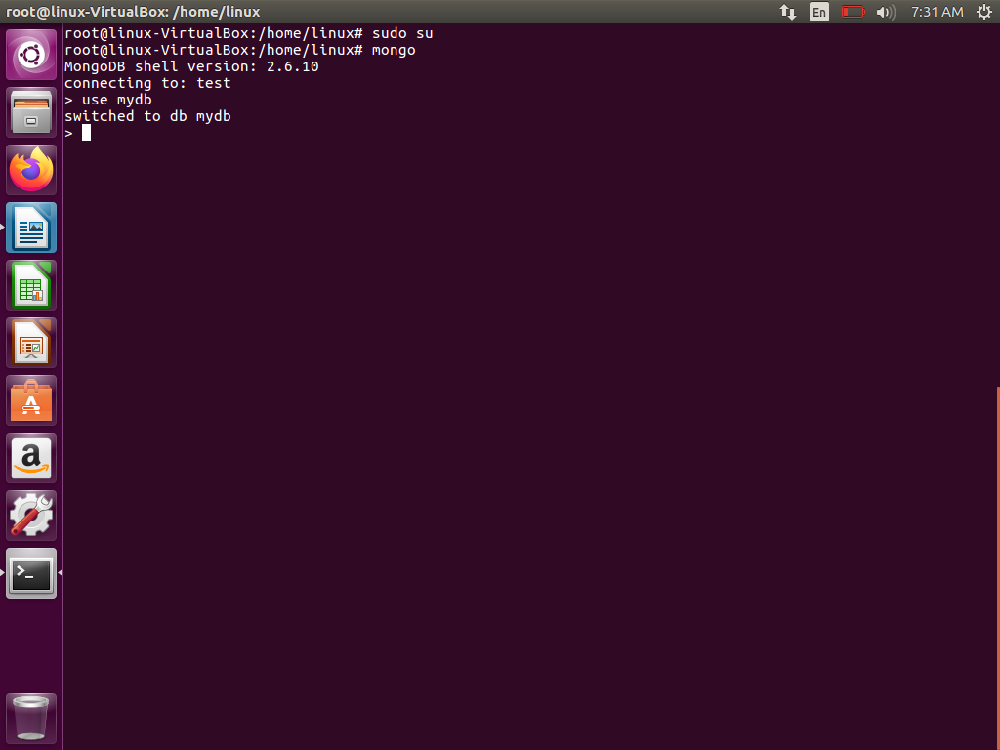 root@linux-VirtualBox: /home/linux
En
7:31 AM
root@linux-VirtualBox:/home/linux# sudo su
root@linux-VirtualBox:/home/linux# mongo
MongoDB shell version: 2.6.10
connecting to: test
> use mydb
switched to db mydb
>
A
a
>_